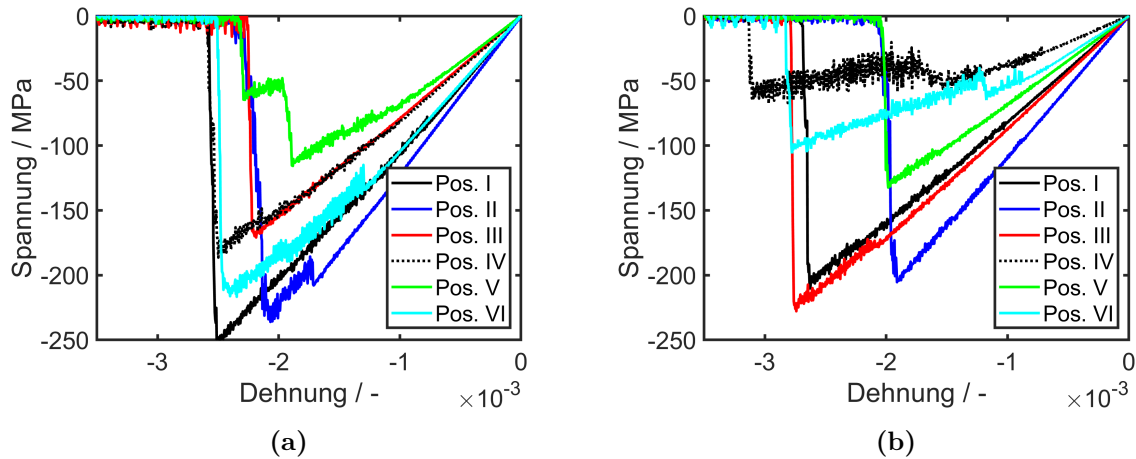 0
-50
-100
-150
-200
-250
Spannung / MPa
-3
-2
-1
0
Dehnung / -
×10⁻³
Pos. I
Pos. II
Pos. III
Pos. IV
Pos. V
Pos. VI
(a)
0
-50
-100
-150
-200
-250
Spannung / MPa
-3
-2
-1
0
Dehnung / -
×10⁻³
Pos. I
Pos. II
Pos. III
Pos. IV
Pos. V
Pos. VI
(b)